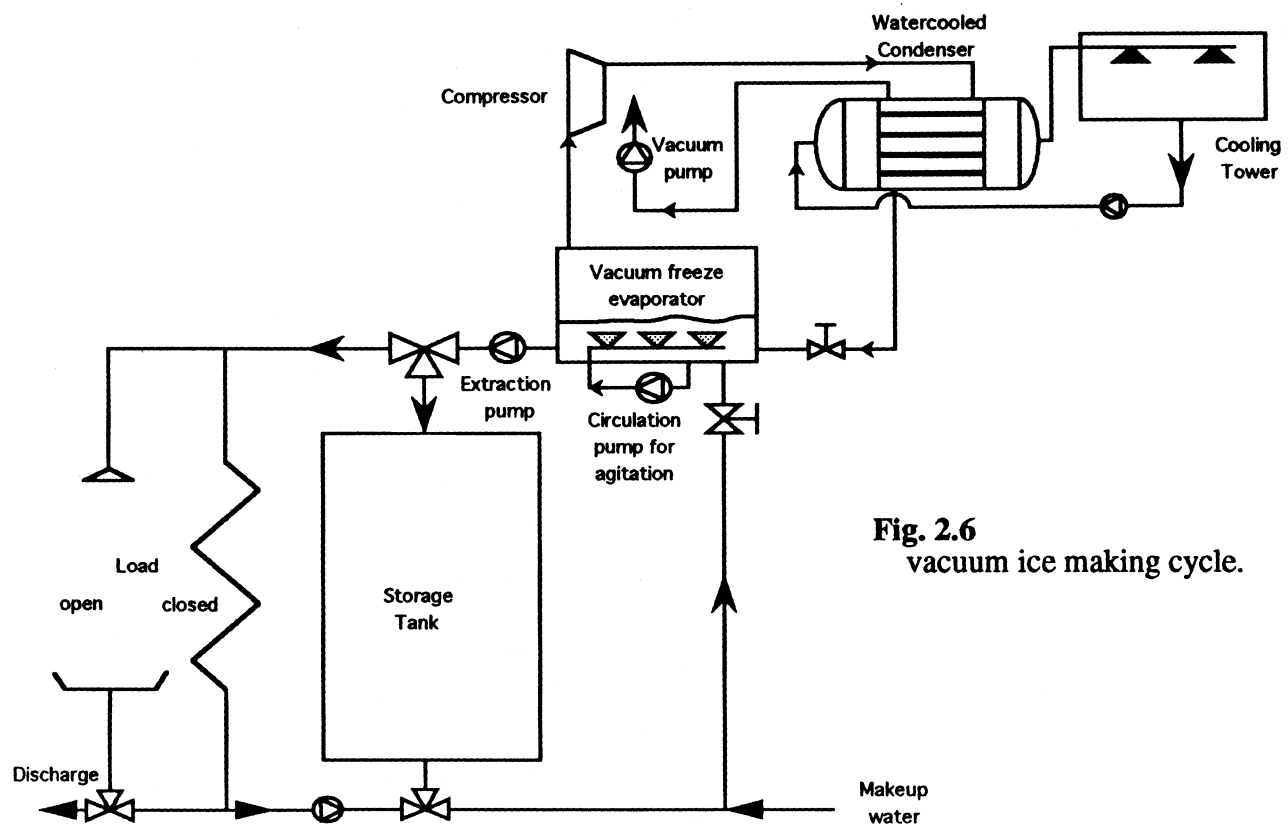 Watercooled
Condenser
Compressor
Vacuum
pump
Cooling
Tower
Vacuum freeze
evaporator
Extraction
pump
Circulation
pump for
agitation
Fig. 2.6
vacuum ice making cycle.
Load
open
closed
Storage
Tank
Discharge
Makeup
water